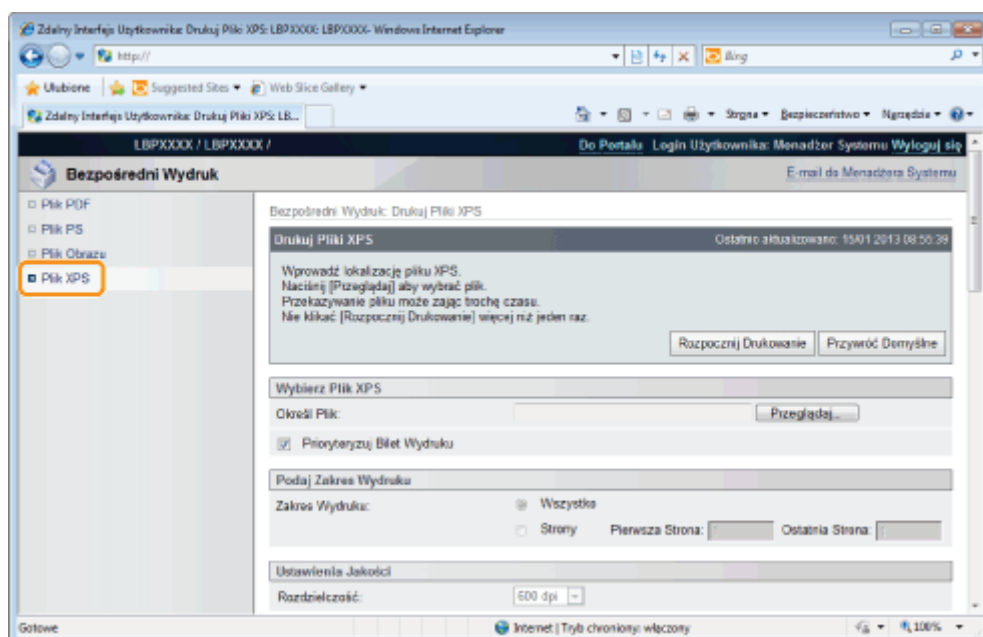 Zdalny Interfejs Użytkownika: Drukuj Pliki XPS: LBPXXXX: LBPXXXX- Windows Internet Explorer
http://
Bing
Ulubione Suggested Sites Web Slice Gallery
Zdalny Interfejs Użytkownika: Drukuj Pliki XPS: LB...
Strona Bezpieczeństwo Narzędzia
LBPXXXX / LBPXXXX /
Do Portalu Login Użytkownika: Menadżer Systemu Wyloguj się
Bezpośredni Wydruk
E-mail do Menadżera Systemu
Plik PDF
Plik PS
Plik Obrazu
Plik XPS
Bezpośredni Wydruk: Drukuj Pliki XPS
Drukuj Pliki XPS
Ostatnio aktualizowano: 15/01 2013 08:55:39
Wprowadź lokalizację pliku XPS.
Naciśnij [Przeglądaj] aby wybrać plik.
Przekazywanie pliku może zająć trochę czasu.
Nie klikać [Rozpocznij Drukowanie] więcej niż jeden raz.
Rozpocznij Drukowanie Przywróć Domyślne
Wybierz Plik XPS
Określ Plik:
Przeglądaj...
Priorytetyzuj Bilet Wydruku
Podaj Zakres Wydruku
Zakres Wydruku:
Wszystko
Strony Pierwsza Strona: Ostatnia Strona:
Ustawienia Jakości
Rozdzielczość:
600 dpi
Gotowe
Internet | Tryb chroniony: włączony
100%